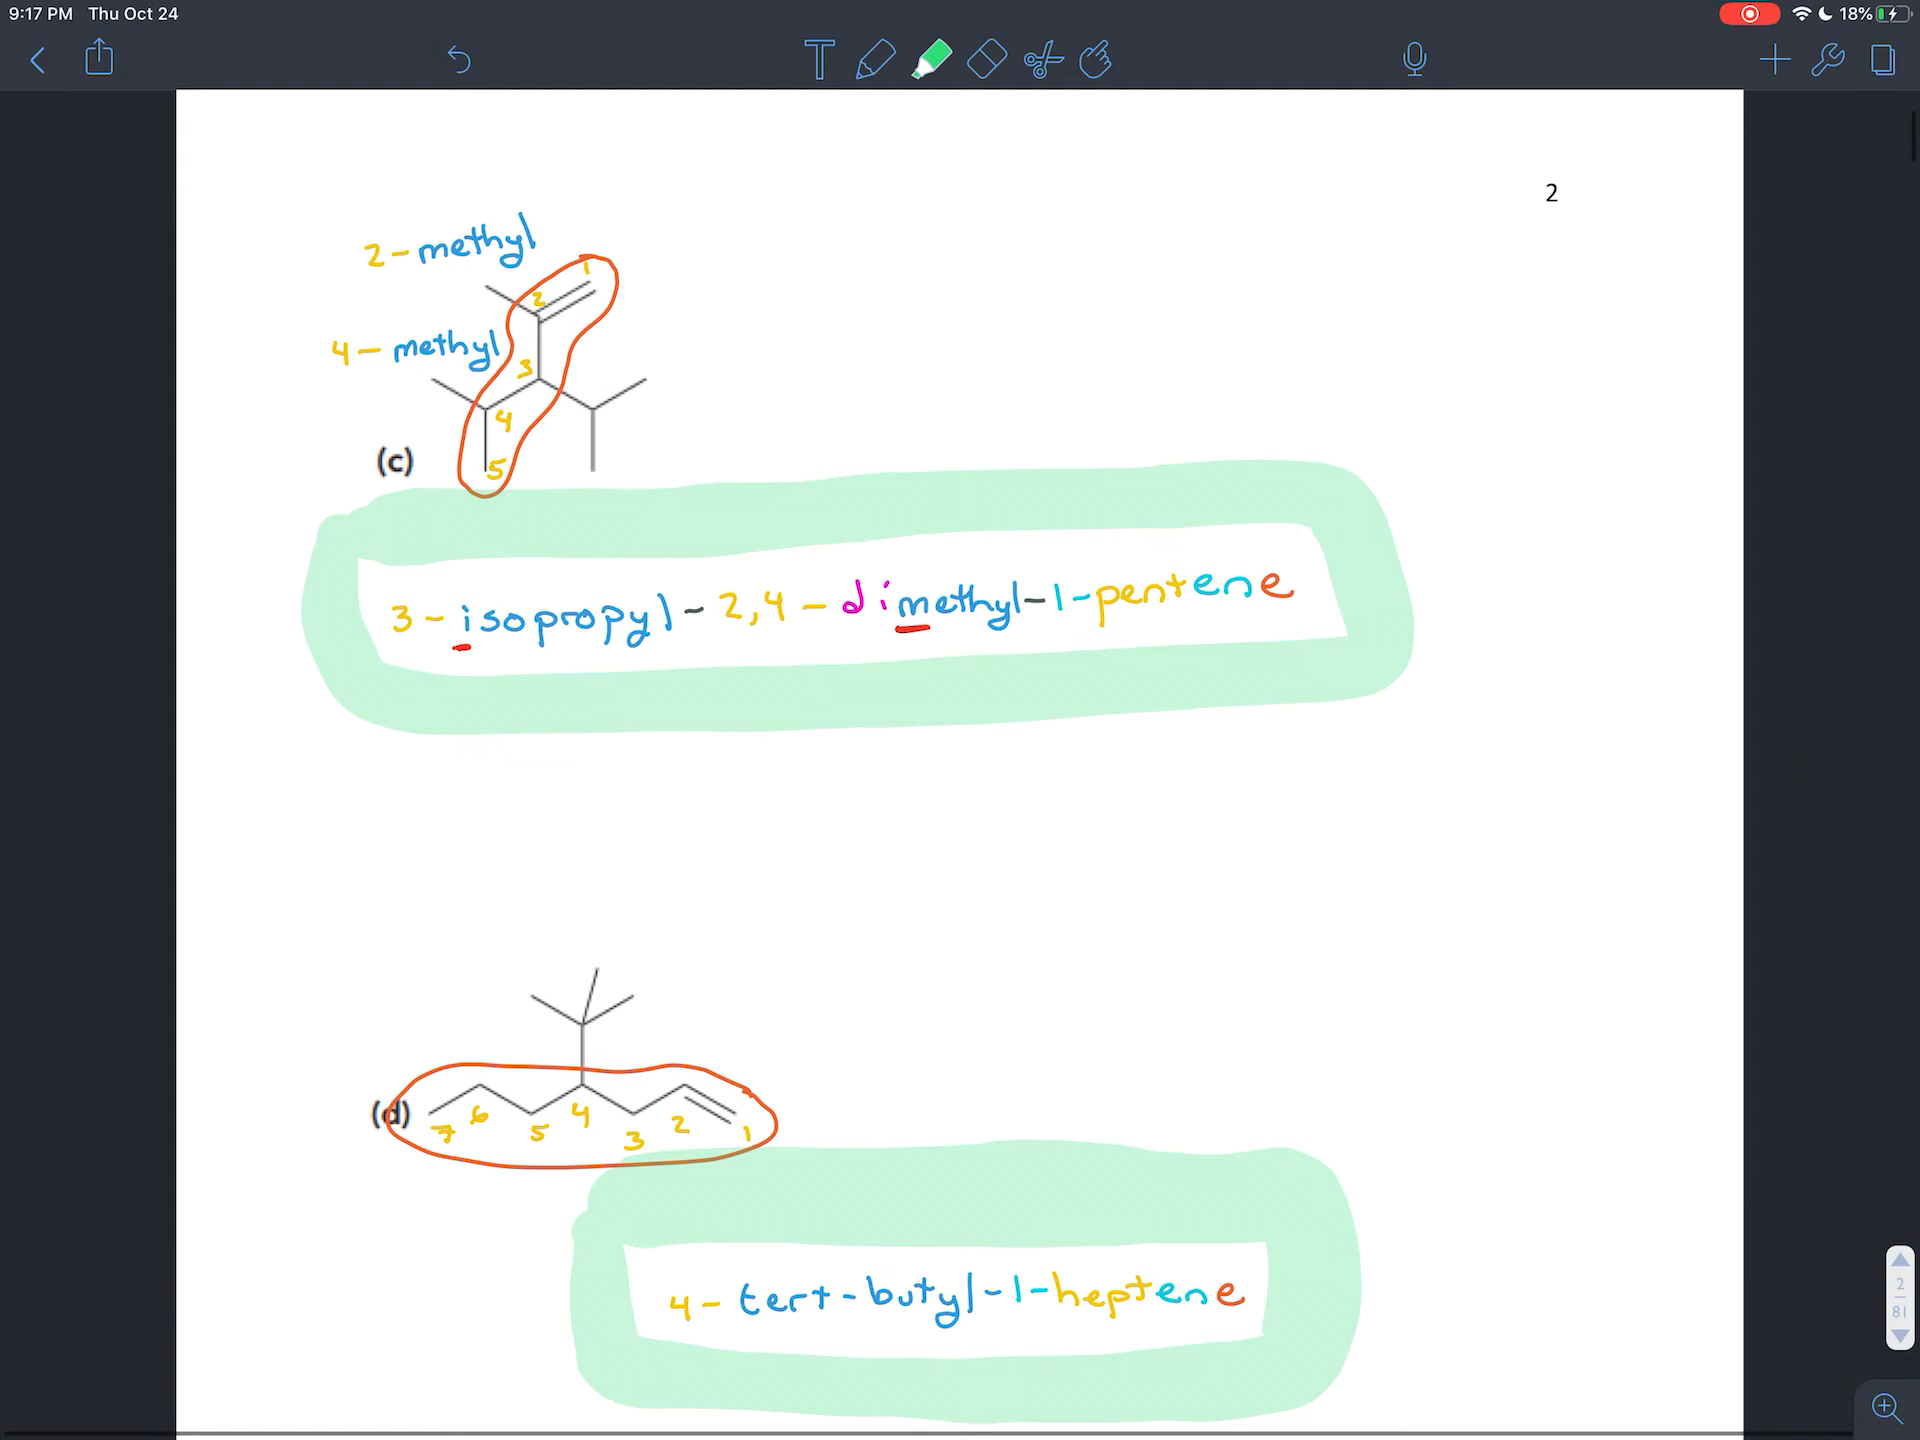 9:17 PM Thu Oct 24
18%
T
2
2-methyl
1
2
4-methyl
3
4
(c)
5
3-isopropyl-2,4-dimethyl-1-pentene
(d)
7 6 5 4 3 2 1
4-tert-butyl-1-heptene
2
81